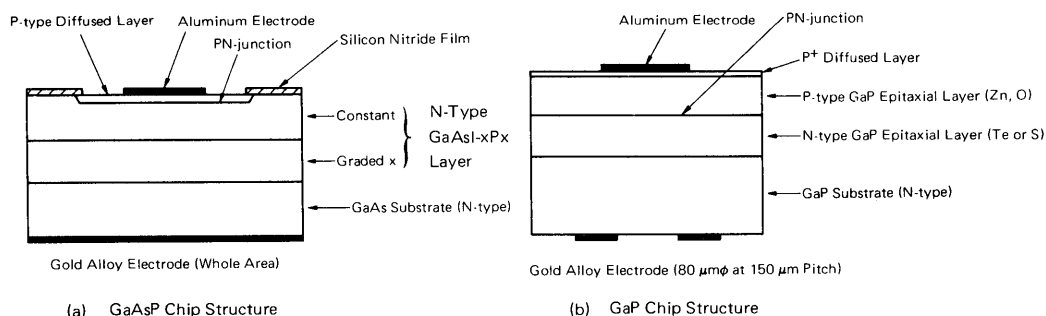 P-type Diffused Layer
Aluminum Electrode
PN-junction
Silicon Nitride Film
Constant
N-Type
GaAsl-xPx
Graded x
Layer
GaAs Substrate (N-type)
Gold Alloy Electrode (Whole Area)
(a) GaAsP Chip Structure
Aluminum Electrode
PN-junction
P+ Diffused Layer
P-type GaP Epitaxial Layer (Zn, O)
N-type GaP Epitaxial Layer (Te or S)
GaP Substrate (N-type)
Gold Alloy Electrode (80 μmφ at 150 μm Pitch)
(b) GaP Chip Structure